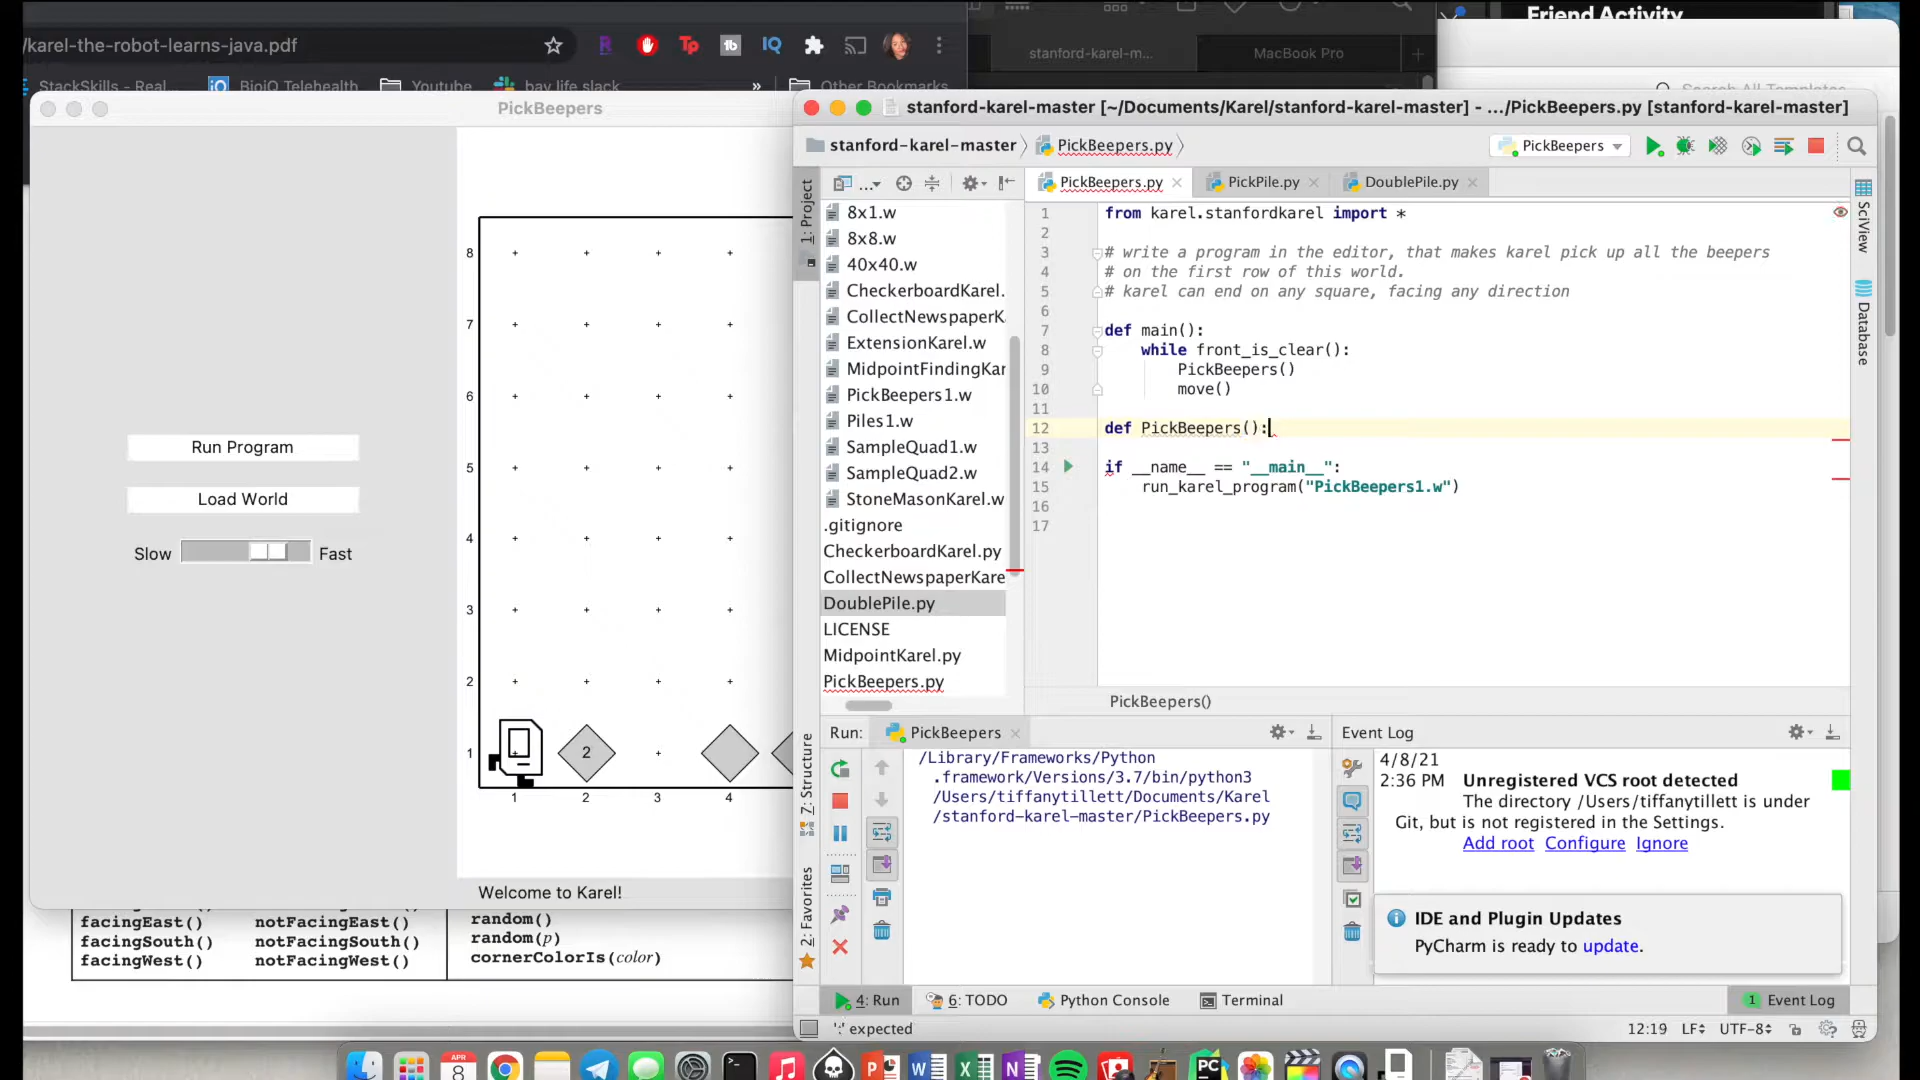 Friend Activity
/karel-the-robot-learns-java.pdf
stanford-karel-m...
MacBook Pro
StackSkills - Real...
BioIQ Telehealth
Youtube
bay life slack
»
Other Bookmarks
Search All Templates
PickBeepers
Run Program
Load World
Slow
Fast
8
7
6
5
4
3
2
1
2
1 2 3 4
Welcome to Karel!
facingEast() notFacingEast() random()
facingSouth() notFacingSouth() random(p)
facingWest() notFacingWest() cornerColorIs(color)
stanford-karel-master [~/Documents/Karel/stanford-karel-master] - .../PickBeepers.py [stanford-karel-master]
stanford-karel-master
PickBeepers.py
PickBeepers
PickBeepers.py
PickPile.py
DoublePile.py
1: Project
7: Structure
2: Favorites
8x1.w
8x8.w
40x40.w
CheckerboardKarel.
CollectNewspaperK
ExtensionKarel.w
MidpointFindingKar
PickBeepers1.w
Piles1.w
SampleQuad1.w
SampleQuad2.w
StoneMasonKarel.w
.gitignore
CheckerboardKarel.py
CollectNewspaperKare
DoublePile.py
LICENSE
MidpointKarel.py
PickBeepers.py
1 from karel.stanfordkarel import *
2
3 # write a program in the editor, that makes karel pick up all the beepers
4 # on the first row of this world.
5 # karel can end on any square, facing any direction
6
7 def main():
8 while front_is_clear():
9 PickBeepers()
10 move()
11
12 def PickBeepers():
13
14 if __name__ == "__main__":
15 run_karel_program("PickBeepers1.w")
16
17
PickBeepers()
SciView
Database
Run:
PickBeepers
/Library/Frameworks/Python
.framework/Versions/3.7/bin/python3
/Users/tiffanytillett/Documents/Karel
/stanford-karel-master/PickBeepers.py
Event Log
4/8/21
2:36 PM Unregistered VCS root detected
The directory /Users/tiffanytillett is under
Git, but is not registered in the Settings.
Add root Configure Ignore
IDE and Plugin Updates
PyCharm is ready to update.
4: Run
6: TODO
Python Console
Terminal
1 Event Log
':' expected
12:19
LF
UTF-8
APR
8